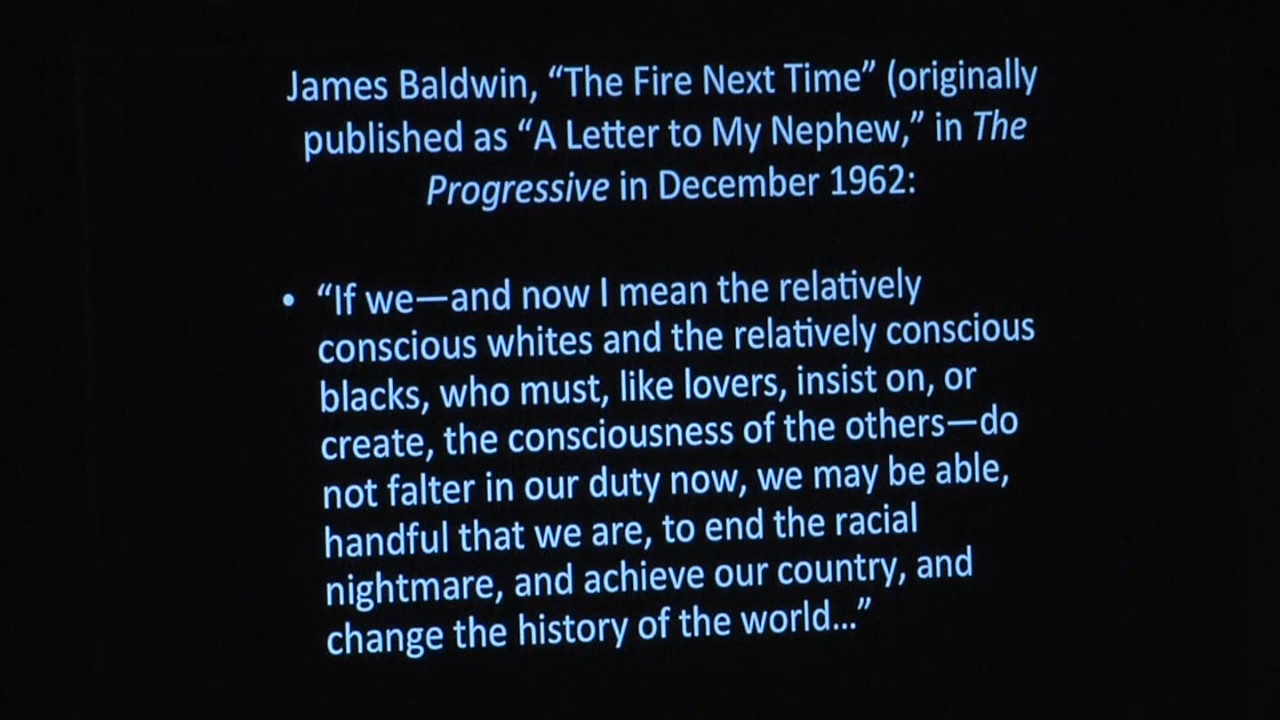 James Baldwin, “The Fire Next Time” (originally
published as “A Letter to My Nephew,” in The
Progressive in December 1962:
• “If we—and now I mean the relatively
conscious whites and the relatively conscious
blacks, who must, like lovers, insist on, or
create, the consciousness of the others—do
not falter in our duty now, we may be able,
handful that we are, to end the racial
nightmare, and achieve our country, and
change the history of the world...”